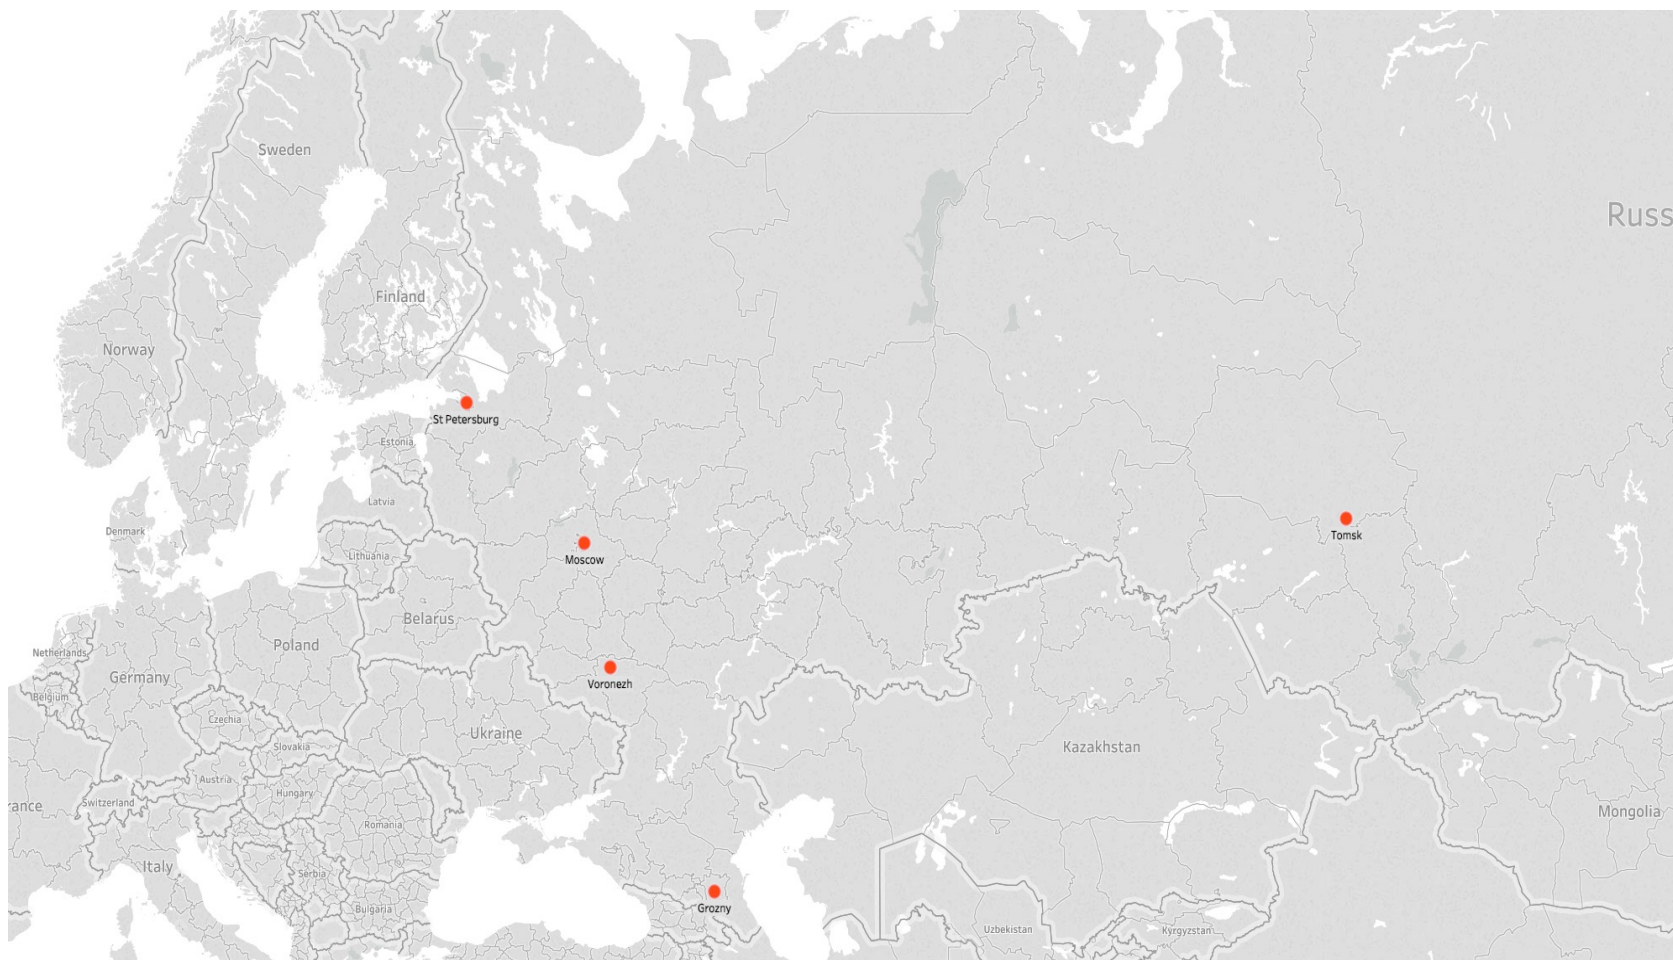 Sweden
Russ
Finland
Norway
St Petersburg
Estonia
Latvia
Denmark
Tomsk
Lithuania
Moscow
Belarus
Poland
Netherlands
Germany
Voronezh
Belgium
Czechia
Ukraine
Slovakia
Kazakhstan
Austria
Hungary
Switzerland
rance
Mongolia
Romania
Italy
Serbia
Grozny
Bulgaria
Uzbekistan
Kyrgyzstan